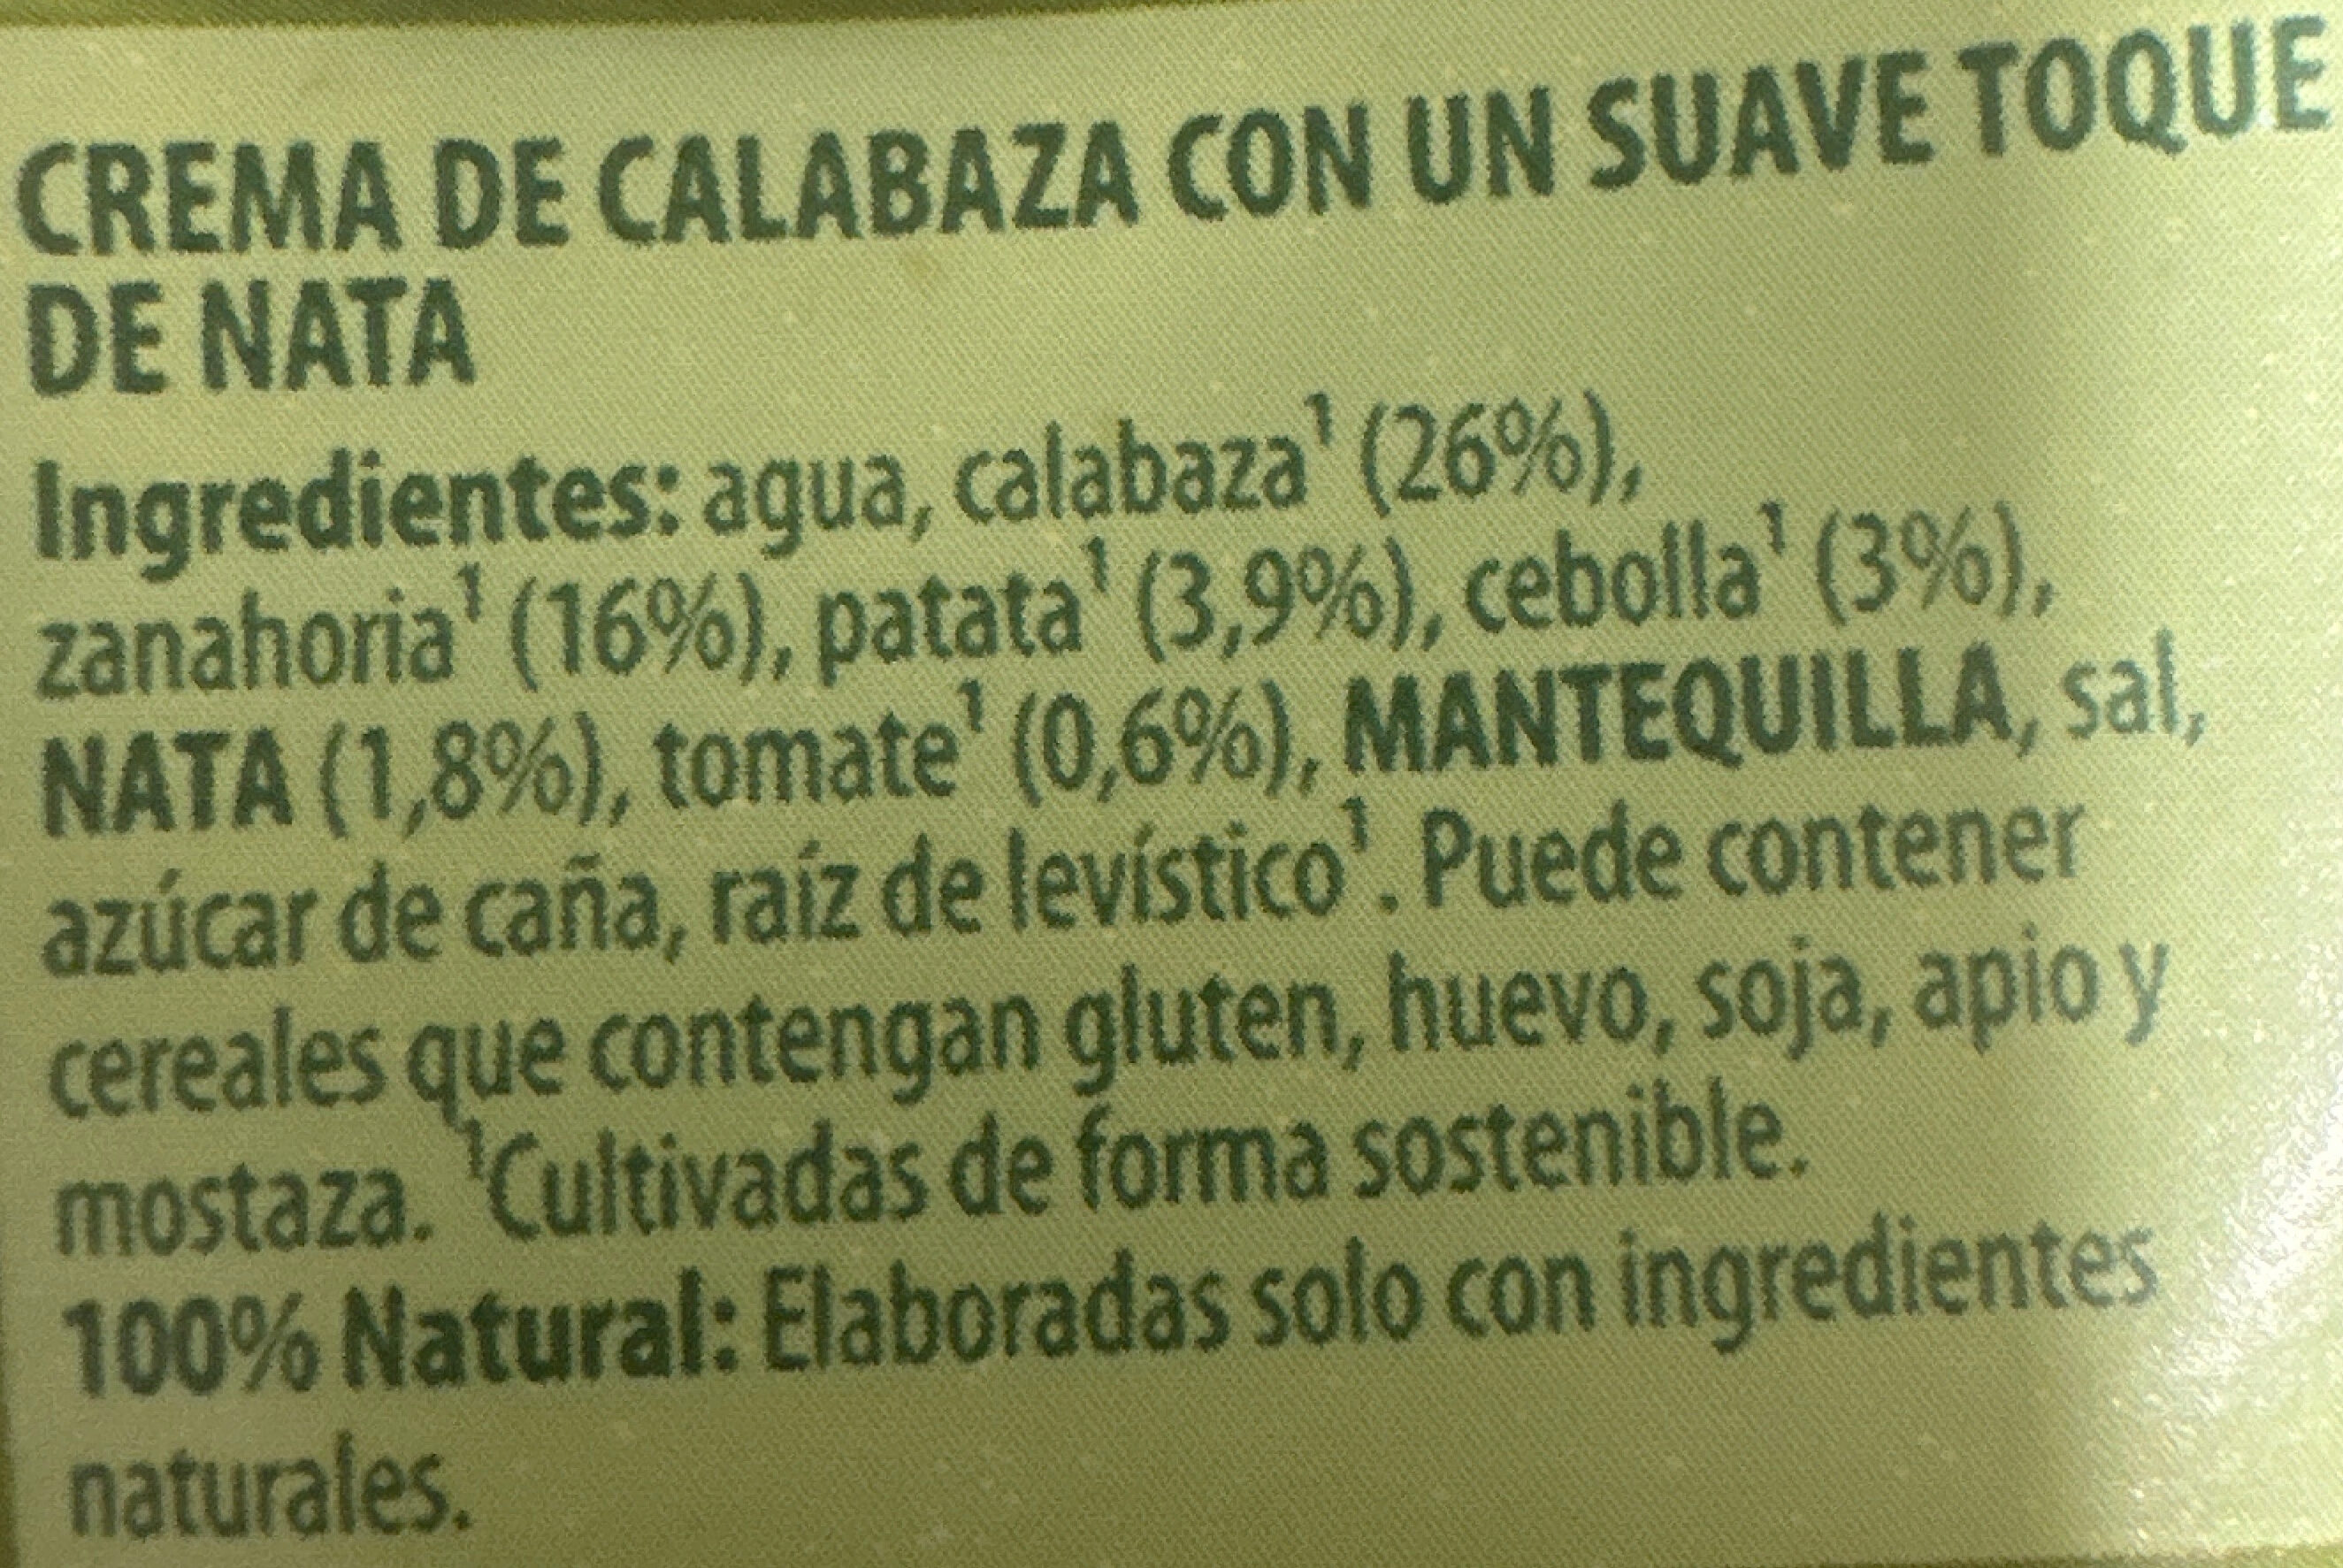 CREMA DE CALABAZA CON UN SUAVE TOQUE
DE NATA
Ingredientes: agua, calabaza¹ (26%),
zanahoria¹ (16%), patata¹ (3,9%), cebolla¹ (3%),
NATA (1,8%), tomate¹ (0,6%), MANTEQUILLA, sal,
azúcar de caña, raíz de levístico¹. Puede contener
cereales que contengan gluten, huevo, soja, apio y
mostaza. ¹Cultivadas de forma sostenible.
100% Natural: Elaboradas solo con ingredientes
naturales.